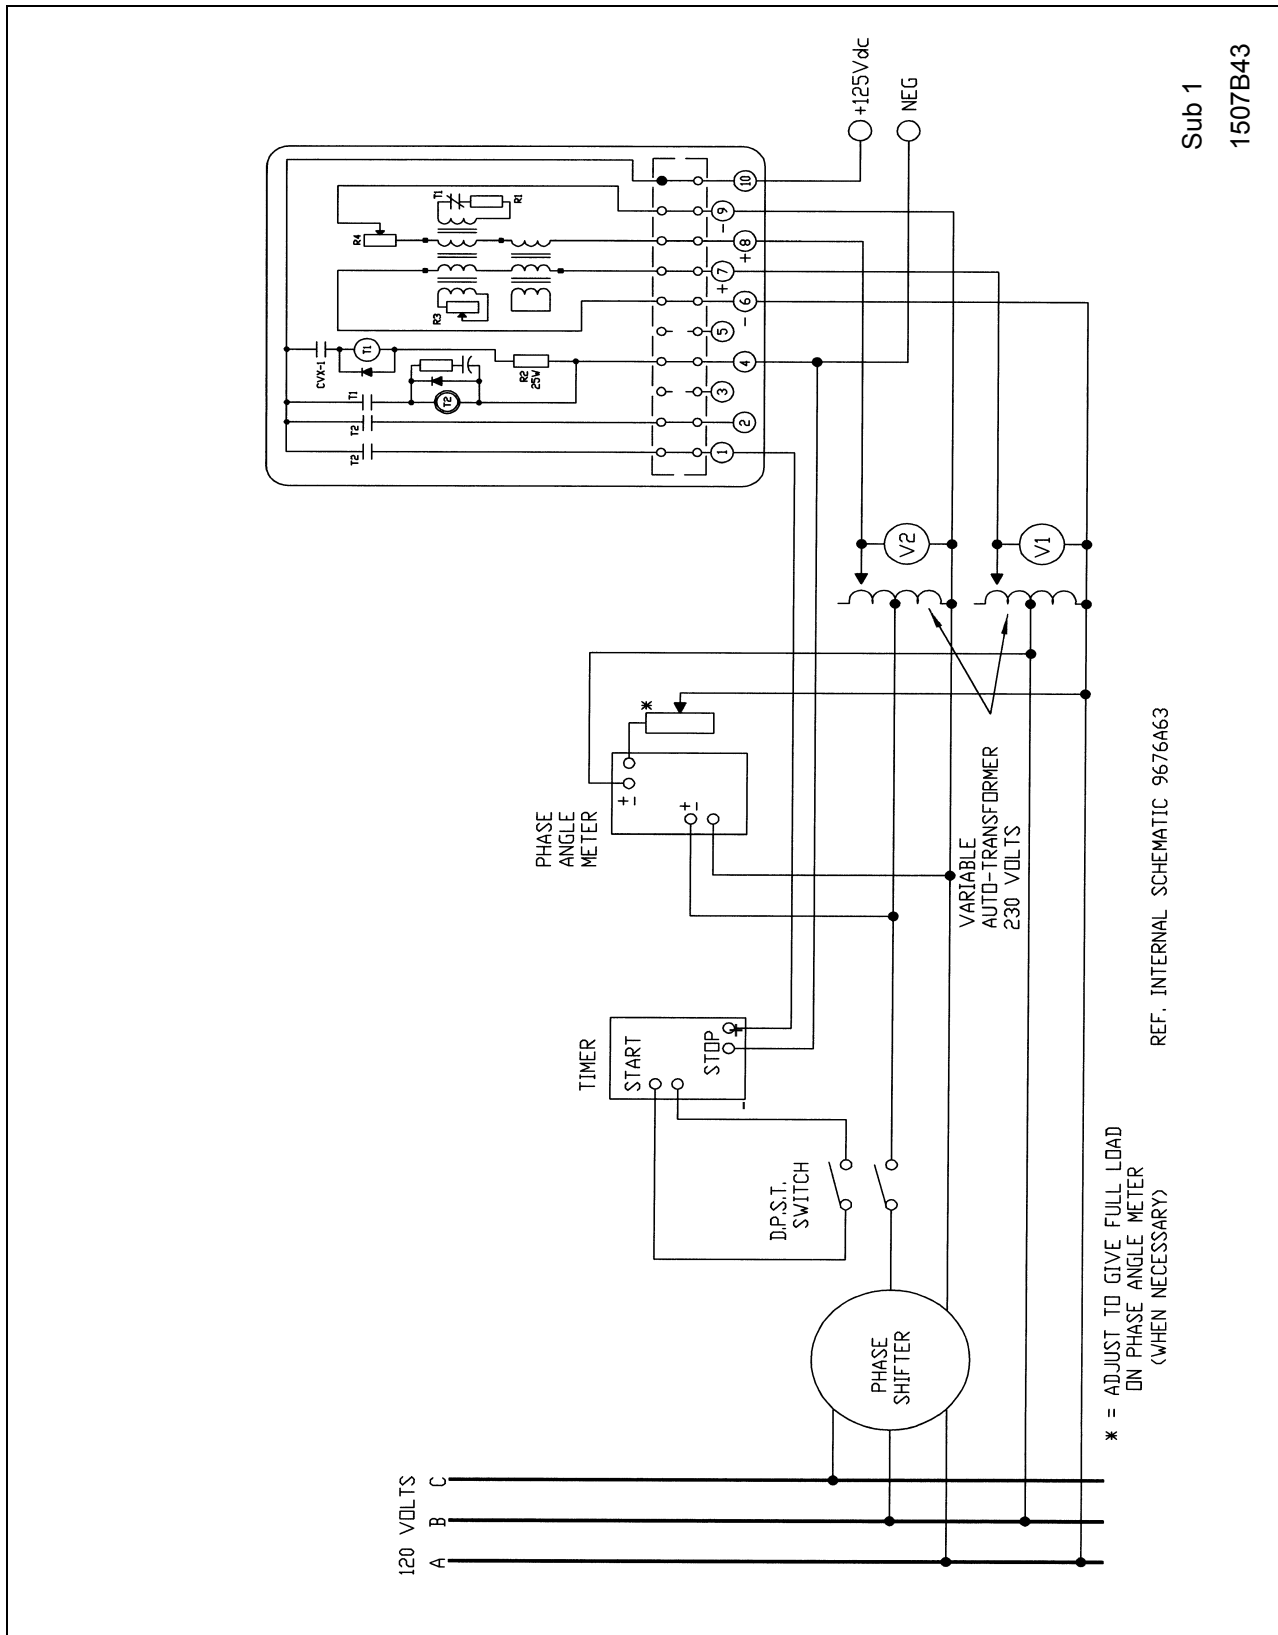 Sub 1
1507B43
+125Vdc
NEG
10
9
-
8
+
7
+
6
-
5
4
3
2
1
T1
R1
R4
R3
CVX-1
T1
R2
25W
T1
T2
T2
T2
V2
V1
*
PHASE
ANGLE
METER
+
-
+
-
VARIABLE
AUTO-TRANSFORMER
230 VOLTS
TIMER
START
STOP
+
-
D.P.S.T.
SWITCH
PHASE
SHIFTER
120 VOLTS
A
B
C
* = ADJUST TO GIVE FULL LOAD
ON PHASE ANGLE METER
(WHEN NECESSARY)
REF. INTERNAL SCHEMATIC 9676A63